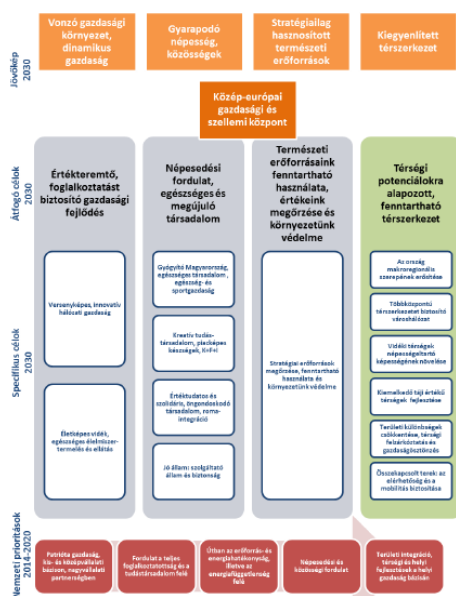 Jövőkép
2030
Vonzó gazdasági
környezet,
dinamikus
gazdaság
Gyarapodó
népesség,
közösségek
Stratégiailag
hasznosított
természeti
erőforrások
Kiegyenlített
térszerkezet
Közép-európai
gazdasági és
szellemi központ
Átfogó célok
2030
Értékteremtő,
foglalkoztatást
biztosító gazdasági
fejlődés
Népesedési
fordulat,
egészséges és
megújuló
társadalom
Természeti
erőforrásaink
fenntartható
használata,
értékeink
megőrzése és
környezetünk
védelme
Térségi
potenciálokra
alapozott,
fenntartható
térszerkezet
Specifikus célok
2030
Versenyképes, innovatív
hálózati gazdaság
Életképes vidék,
egészséges élelmiszer-
termelés és ellátás
Gyógyító Magyarország,
egészséges társadalom,
egészség- és
sportgazdaság
Kreatív tudás-
társadalom, piacképes
készségek, K+F+I
Értéktudatos és
szolidáris, öngondoskodó
társadalom, roma-
integráció
Jó állam: szolgáltató
állam és biztonság
Stratégiai erőforrások
megőrzése, fenntartható
használata és
környezetünk védelme
Az ország
makroregionális
szerepének erősítése
Többközpontú
térszerkezetet biztosító
városhálózat
Vidéki térségek
népességeltartó
képességének növelése
Kiemelkedő táji értékű
térségek fejlesztése
Területi különbségek
csökkentése, térségi
felzárkóztatás és
gazdaságösztönzés
Összekapcsolt terek: az
elérhetőség és a
mobilitás biztosítása
Nemzeti prioritások
2014-2020
Patrióta gazdaság,
kis- és középvállalati
bázison, nagyvállalati
partnerségben
Fordulat a teljes
foglalkoztatottság és a
tudástársadalom felé
Útban az erőforrás- és
energiahatékonyság,
illetve az
energiafüggetlenség
felé
Népesedési és
közösségi fordulat
Területi integráció,
térségi és helyi
fejlesztések a helyi
gazdaság bázisán